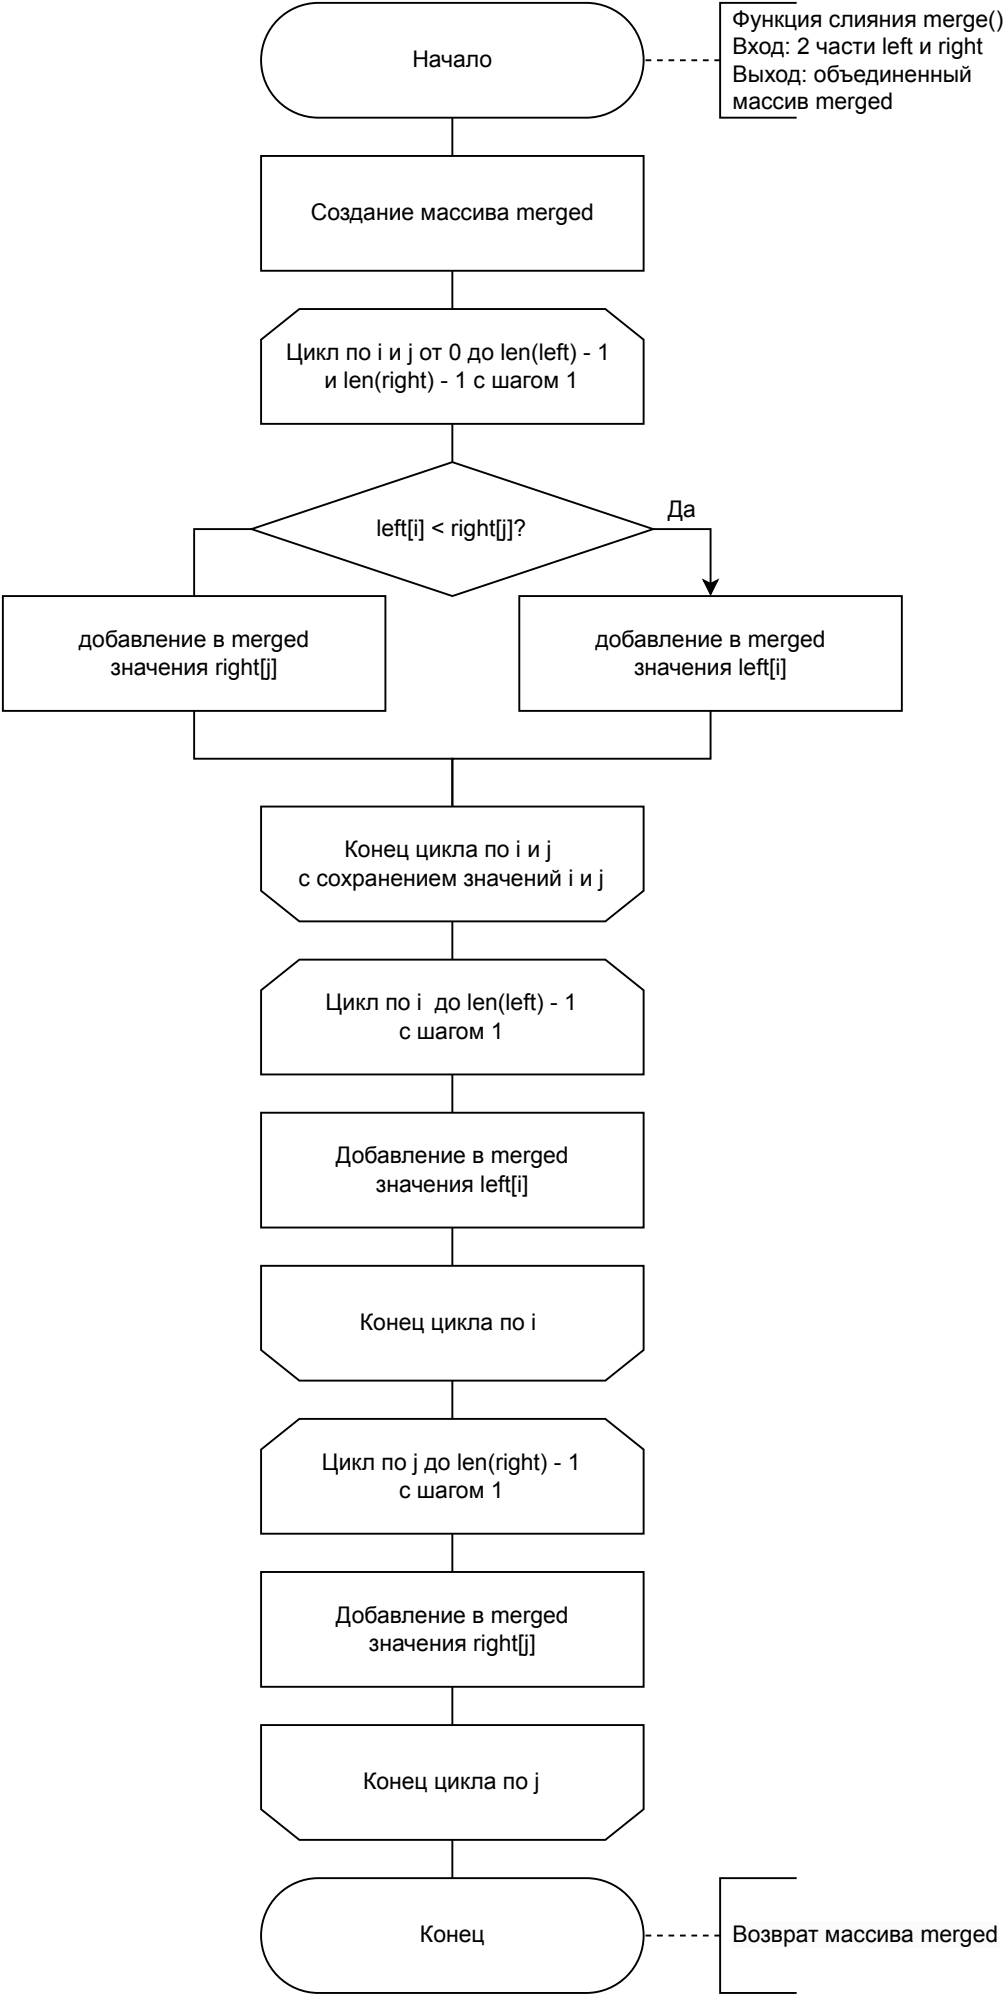 Начало
Функция слияния merge()
Вход: 2 части left и right
Выход: объединенный
массив merged
Создание массива merged
Цикл по i и j от 0 до len(left) - 1
и len(right) - 1 с шагом 1
left[i] < right[j]?
Да
добавление в merged
значения right[j]
добавление в merged
значения left[i]
Конец цикла по i и j
с сохранением значений i и j
Цикл по i до len(left) - 1
с шагом 1
Добавление в merged
значения left[i]
Конец цикла по i
Цикл по j до len(right) - 1
с шагом 1
Добавление в merged
значения right[j]
Конец цикла по j
Конец
Возврат массива merged